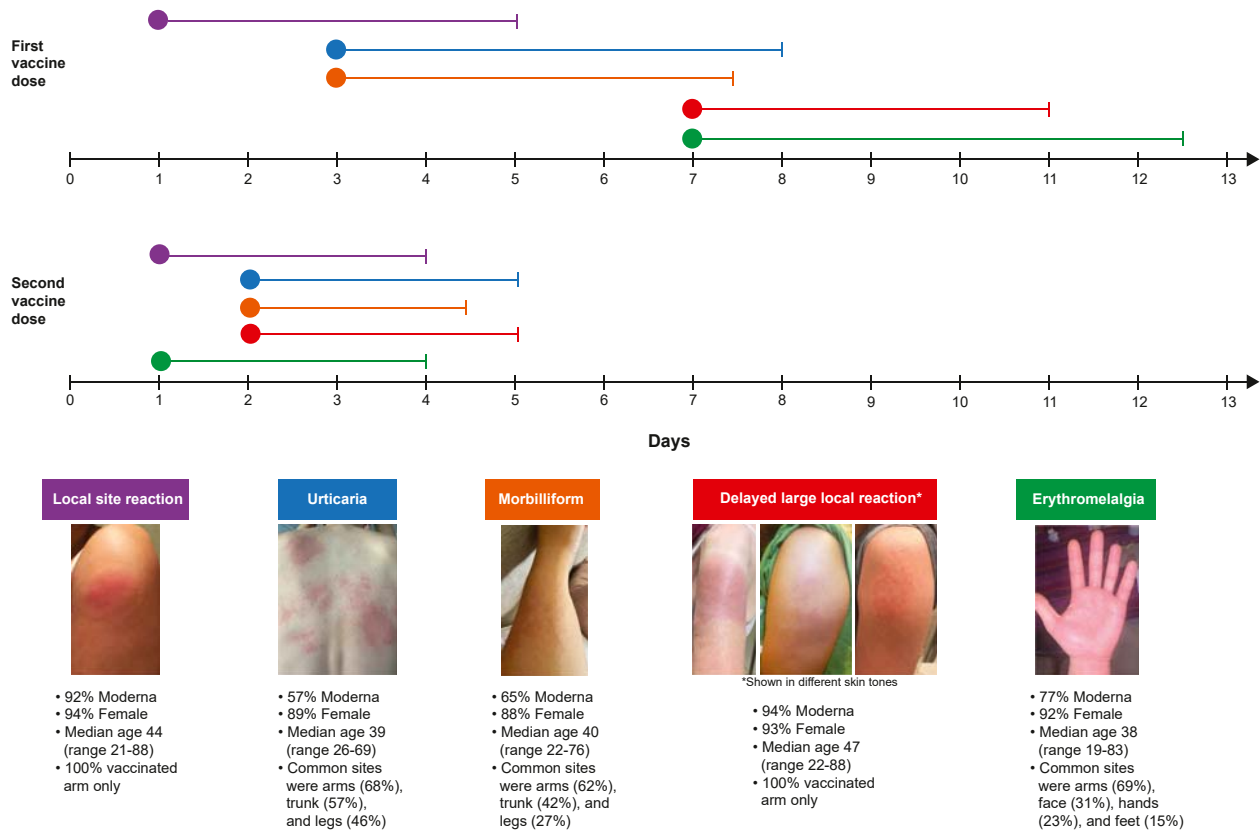 First
vaccine
dose
0 1 2 3 4 5 6 7 8 9 10 11 12 13
Second
vaccine
dose
0 1 2 3 4 5 6 7 8 9 10 11 12 13
Days
Local site reaction
• 92% Moderna
• 94% Female
• Median age 44
(range 21-88)
• 100% vaccinated
arm only
Urticaria
• 57% Moderna
• 89% Female
• Median age 39
(range 26-69)
• Common sites
were arms (68%),
trunk (57%),
and legs (46%)
Morbilliform
• 65% Moderna
• 88% Female
• Median age 40
(range 22-76)
• Common sites
were arms (62%),
trunk (42%), and
legs (27%)
Delayed large local reaction*
*Shown in different skin tones
• 94% Moderna
• 93% Female
• Median age 47
(range 22-88)
• 100% vaccinated
arm only
Erythromelalgia
• 77% Moderna
• 92% Female
• Median age 38
(range 19-83)
• Common sites
were arms (69%),
face (31%), hands
(23%), and feet (15%)